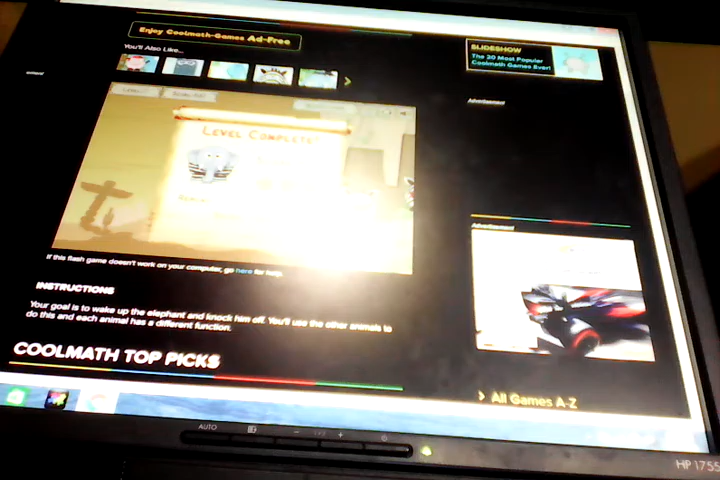 Enjoy Coolmath-Games Ad-Free
You'll Also Like...
SLIDESHOW
The 20 Most Popular
Coolmath Games Ever!
Advertisement
LEVEL COMPLETE!
Advertisement
If this flash game doesn't work on your computer, go here for help.
INSTRUCTIONS
Your goal is to wake up the elephant and knock him off. You'll use the other animals to
do this and each animal has a different function.
COOLMATH TOP PICKS
All Games A-Z
AUTO
HP 1755